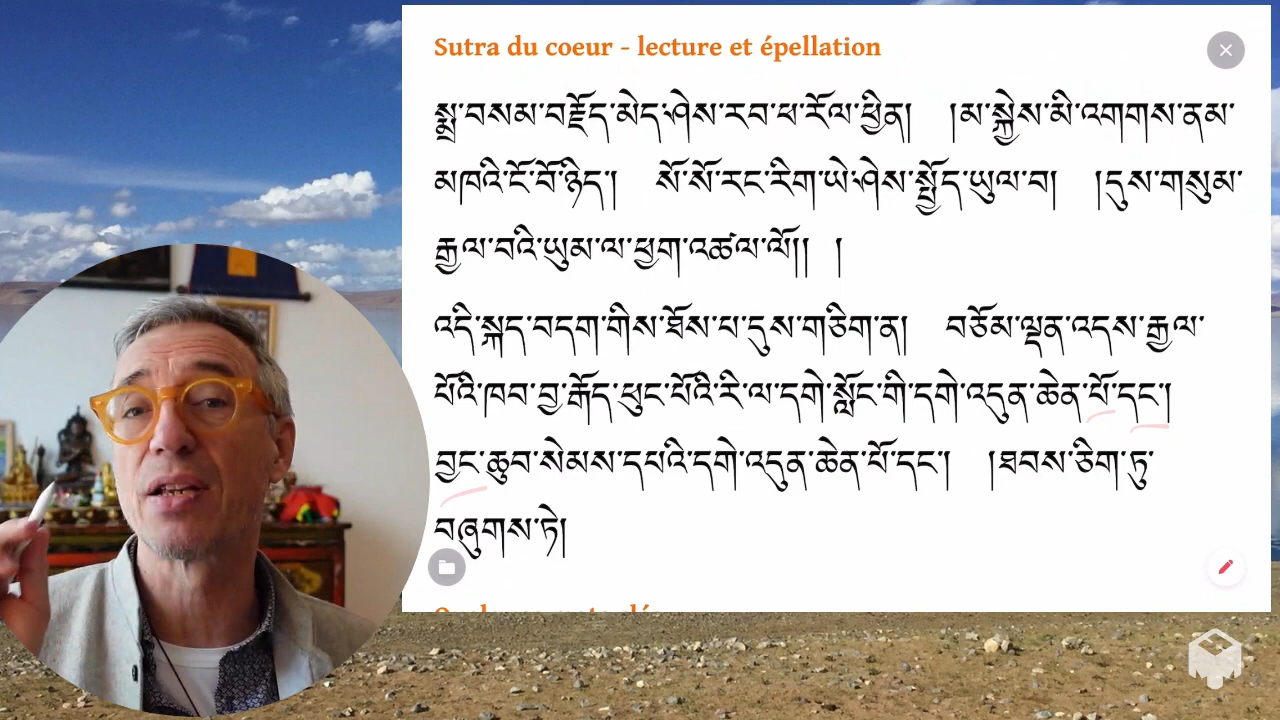 Sutra du coeur - lecture et épellation
སྨྲ་བསམ་བརྗོད་མེད་ཤེས་རབ་ཕ་རོལ་ཕྱིན། །མ་སྐྱེས་མི་འགགས་ནམ་
མཁའི་ངོ་བོ་ཉིད་། སོ་སོ་རང་རིག་ཡེ་ཤེས་སྤྱོད་ཡུལ་བ། །དུས་གསུམ་
རྒྱལ་བའི་ཡུམ་ལ་ཕྱག་འཚལ་ལོ།། །
འདི་སྐད་བདག་གིས་ཐོས་པ་དུས་གཅིག་ན། བཅོམ་ལྡན་འདས་རྒྱལ་
པོའི་ཁབ་བྱ་རྒོད་ཕུང་པོའི་རི་ལ་དགེ་སློང་གི་དགེ་འདུན་ཆེན་པོ་དང་།
བྱང་ཆུབ་སེམས་དཔའི་དགེ་འདུན་ཆེན་པོ་དང་། །ཐབས་ཅིག་ཏུ་
བཞུགས་ཏེ།